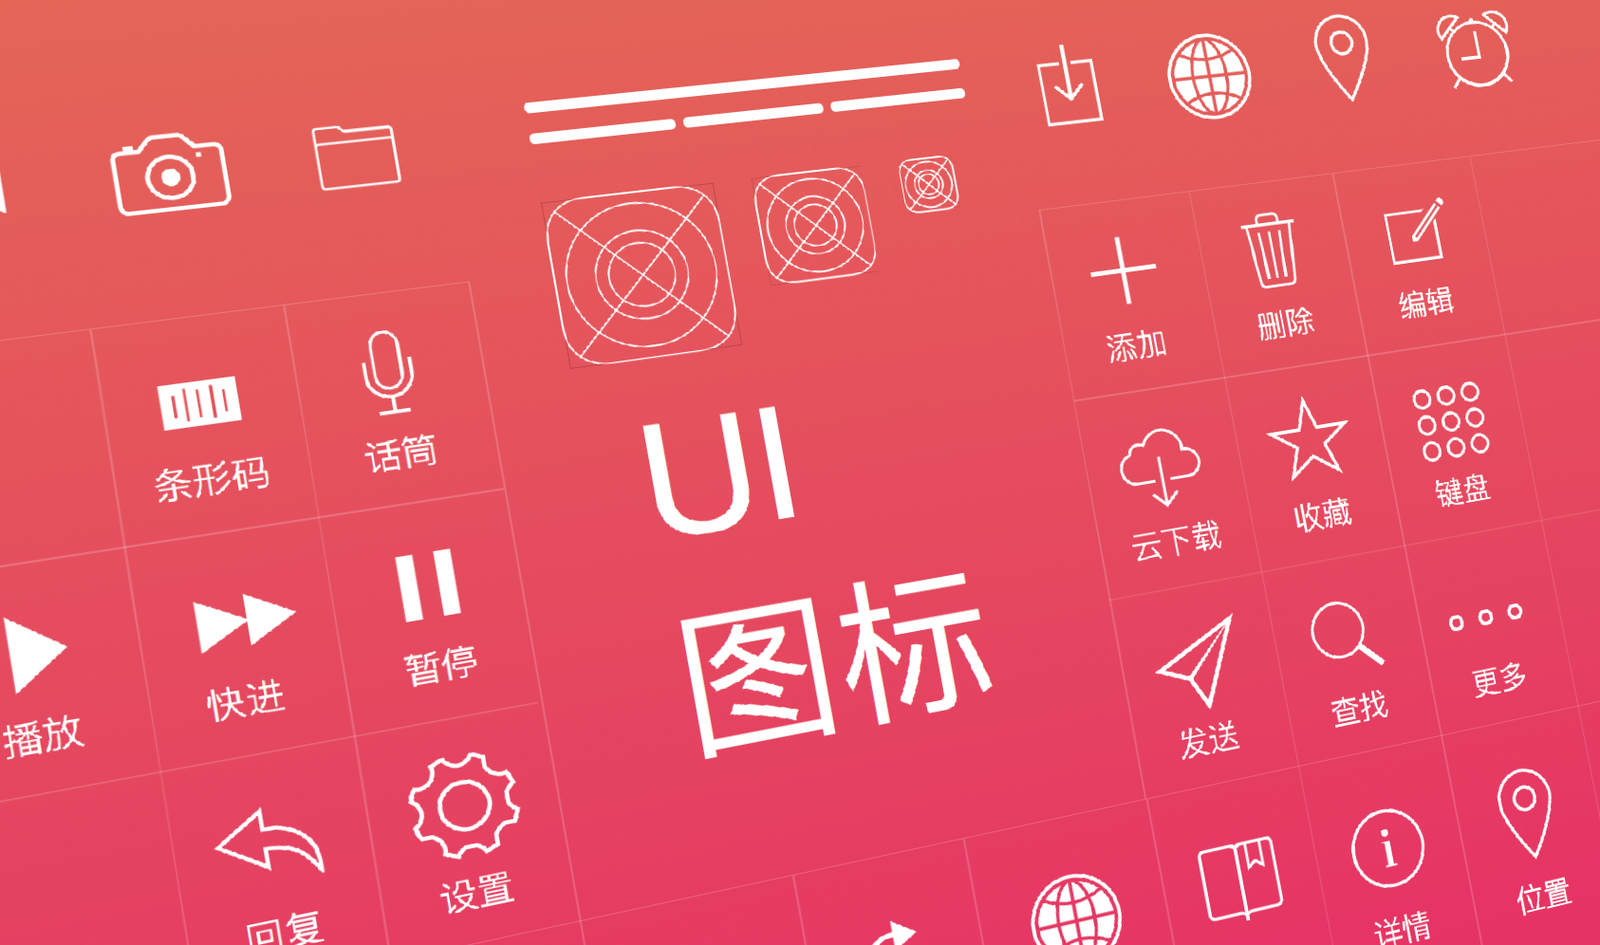 条形码
话筒
播放
快进
暂停
回复
设置
UI
图标
添加
删除
编辑
云下载
收藏
键盘
发送
查找
更多
详情
位置